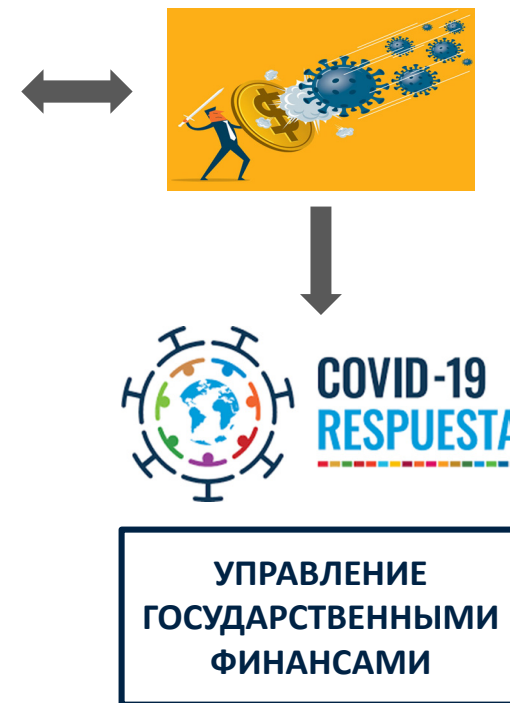 $
COVID-19
RESPUESTA
УПРАВЛЕНИЕ
ГОСУДАРСТВЕННЫМИ
ФИНАНСАМИ